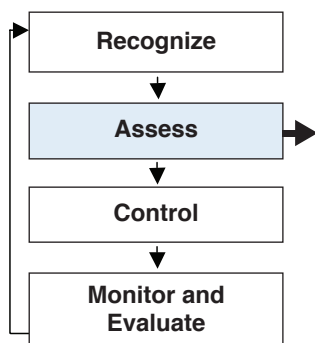 Recognize
Assess
Control
Monitor and
Evaluate